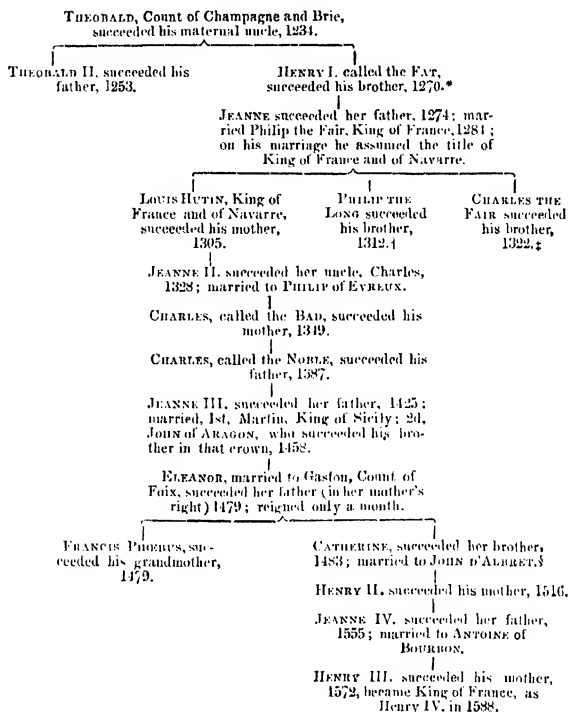 THEOBALD, Count of Champagne and Brie,
succeeded his maternal uncle, 1234.
THEOBALD II. succeeded his
father, 1253.
HENRY I. called the FAT,
succeeded his brother, 1270.*
JEANNE succeeded her father, 1274; mar-
ried Philip the Fair, King of France, 1284;
on his marriage he assumed the title of
King of France and of Navarre.
LOUIS HUTIN, King of
France and of Navarre,
succeeded his mother,
1305.
PHILIP THE
LONG succeeded
his brother,
1312.†
CHARLES THE
FAIR succeeded
his brother,
1322.‡
JEANNE II. succeeded her uncle, Charles,
1328; married to PHILIP of EVREUX.
CHARLES, called the BAD, succeeded his
mother, 1349.
CHARLES, called the NOBLE, succeeded his
father, 1387.
JEANNE III. succeeded her father, 1425;
married, 1st, Martin, King of Sicily; 2d,
JOHN of ARAGON, who succeeded his bro-
ther in that crown, 1458.
ELEANOR, married to Gaston, Count of
Foix, succeeded her father (in her mother's
right) 1479; reigned only a month.
FRANCIS PHOEBUS, suc-
ceeded his grandmother,
1479.
CATHERINE, succeeded her brother,
1483; married to JOHN D'ALBRET.§
HENRY II. succeeded his mother, 1516.
JEANNE IV. succeeded her father,
1555; married to ANTOINE of
BOURBON.
HENRY III. succeeded his mother,
1572, became King of France, as
Henry IV. in 1588.